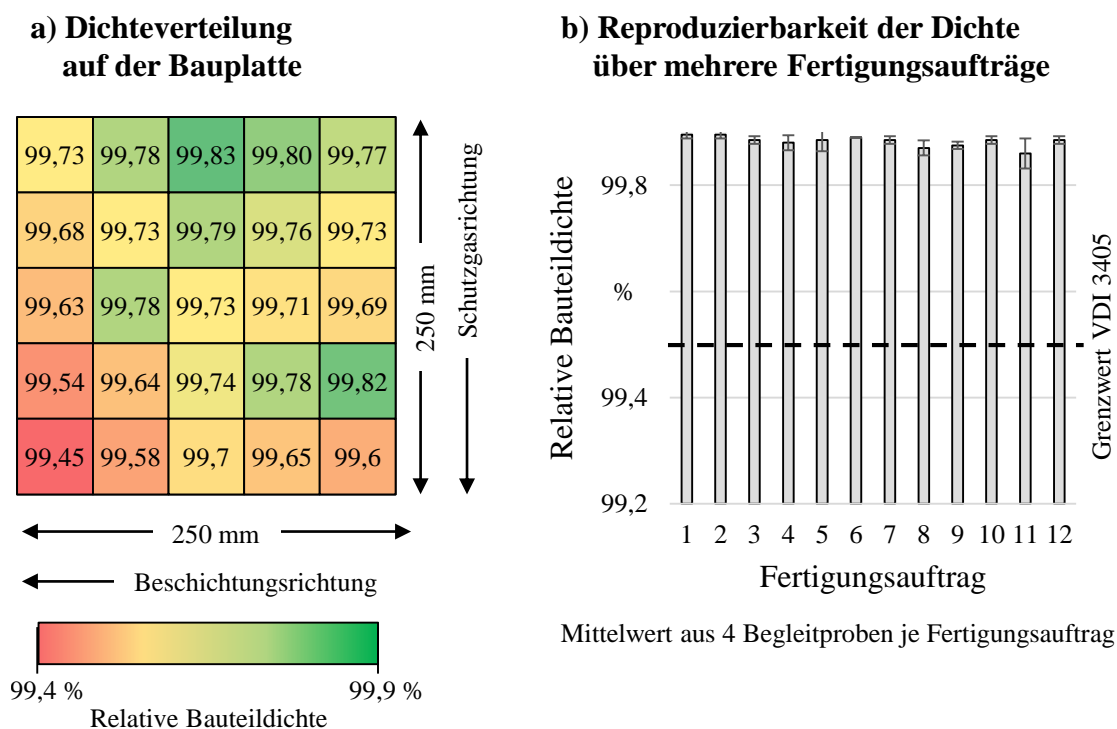 a) Dichteverteilung
auf der Bauplatte
99,73 99,78 99,83 99,80 99,77
99,68 99,73 99,79 99,76 99,73
99,63 99,78 99,73 99,71 99,69
99,54 99,64 99,74 99,78 99,82
99,45 99,58 99,7 99,65 99,6
250 mm
Schutzgasrichtung
250 mm
Beschichtungsrichtung
99,4 % 99,9 %
Relative Bauteildichte
b) Reproduzierbarkeit der Dichte
über mehrere Fertigungsaufträge
Relative Bauteildichte
99,8
%
99,4
99,2
1 2 3 4 5 6 7 8 9 10 11 12
Fertigungsauftrag
Grenzwert VDI 3405
Mittelwert aus 4 Begleitproben je Fertigungsauftrag